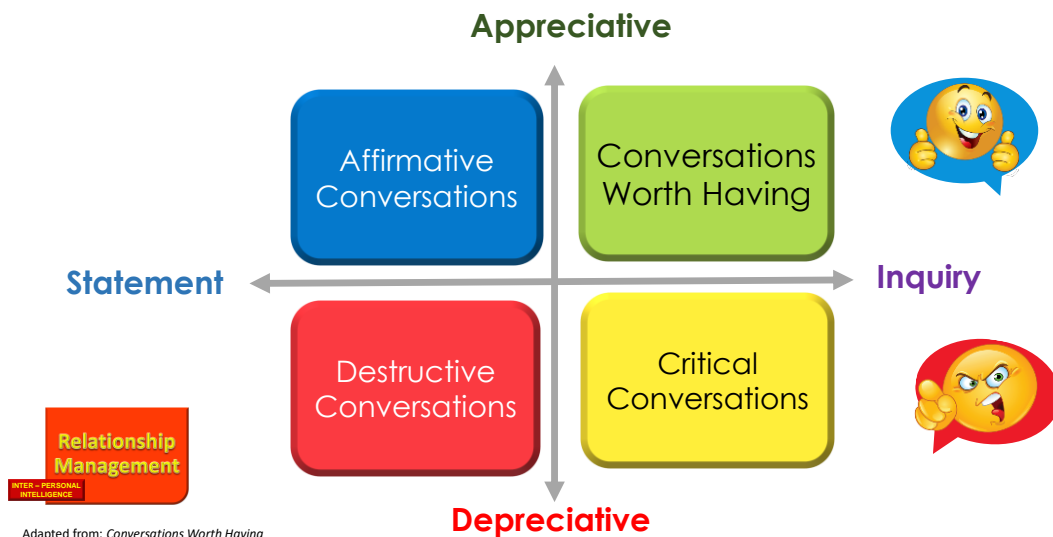 Appreciative
Affirmative
Conversations
Conversations
Worth Having
Statement
Inquiry
Destructive
Conversations
Critical
Conversations
Relationship
Management
INTER – PERSONAL
INTELLIGENCE
Depreciative
Adapted from: Conversations Worth Having